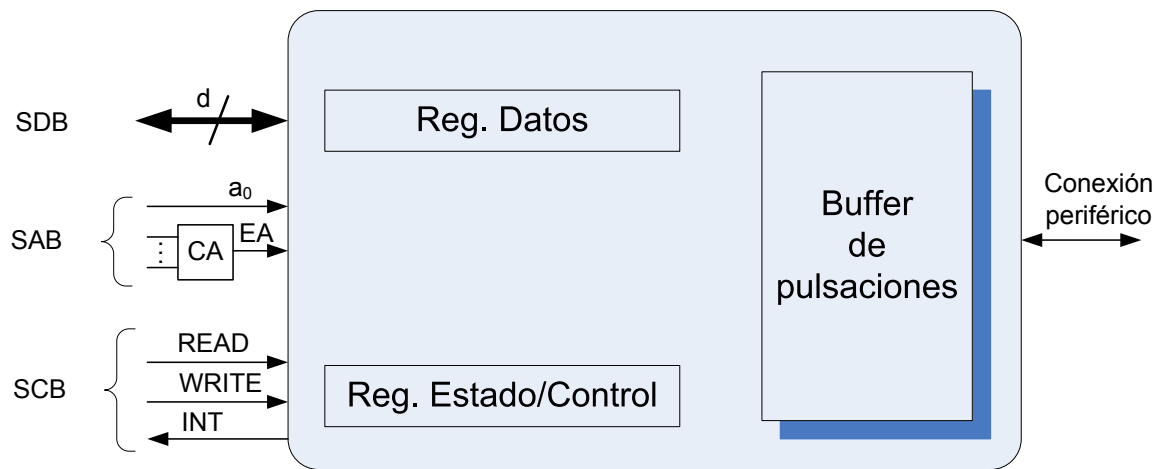 SDB
d
Reg. Datos
SAB
a₀
CA
EA
⋮
Buffer
de
pulsaciones
Conexión
periférico
SCB
READ
WRITE
INT
Reg. Estado/Control